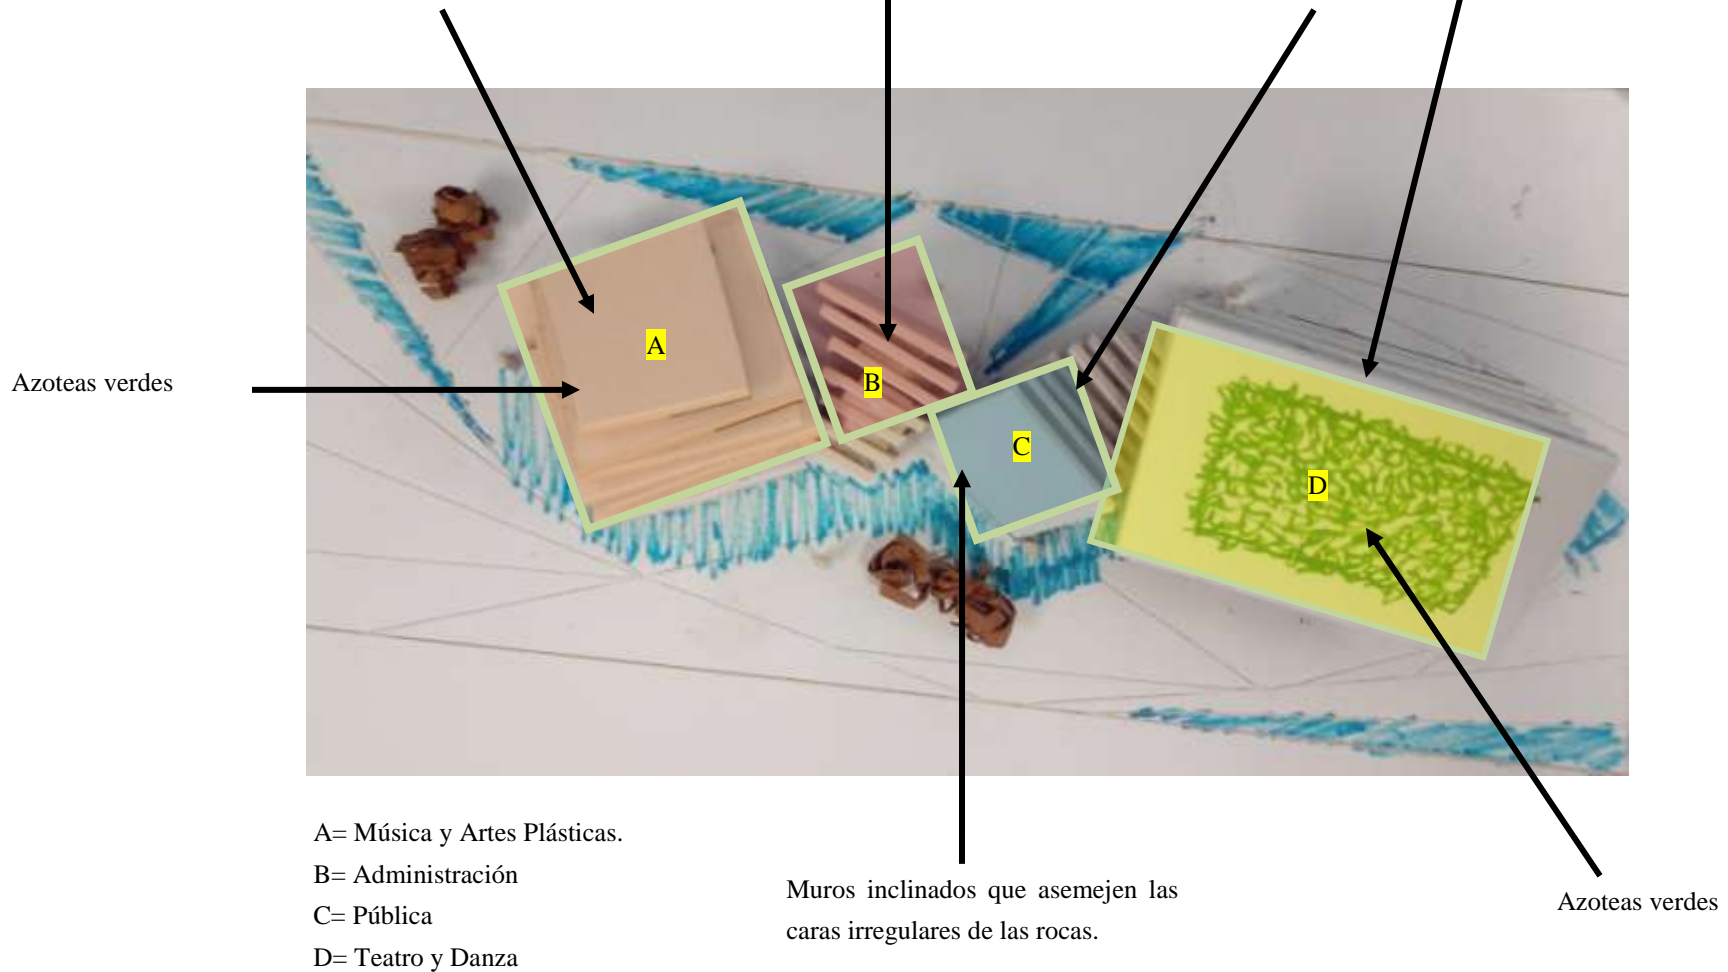 A
Azoteas verdes
B
C
D
A= Música y Artes Plásticas.
B= Administración
C= Pública
D= Teatro y Danza
Muros inclinados que asemejen las
caras irregulares de las rocas.
Azoteas verdes